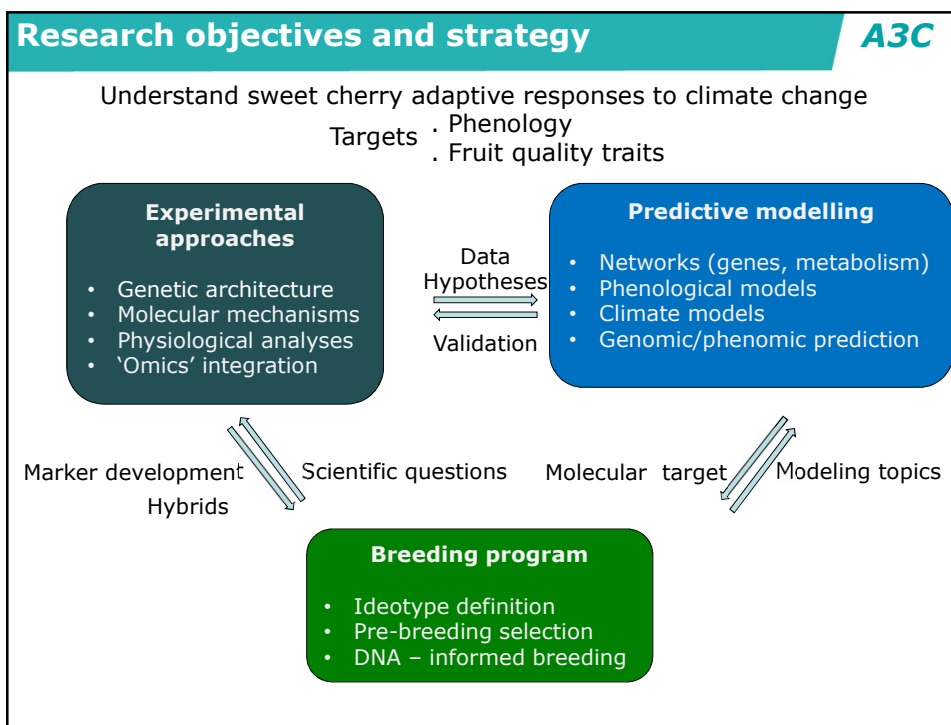 Research objectives and strategy
A3C
Understand sweet cherry adaptive responses to climate change
Targets
. Phenology
. Fruit quality traits
Experimental
approaches
• Genetic architecture
• Molecular mechanisms
• Physiological analyses
• ‘Omics’ integration
Data
Hypotheses
Validation
Predictive modelling
• Networks (genes, metabolism)
• Phenological models
• Climate models
• Genomic/phenomic prediction
Marker development
Hybrids
Scientific questions
Molecular target
Modeling topics
Breeding program
• Ideotype definition
• Pre-breeding selection
• DNA – informed breeding